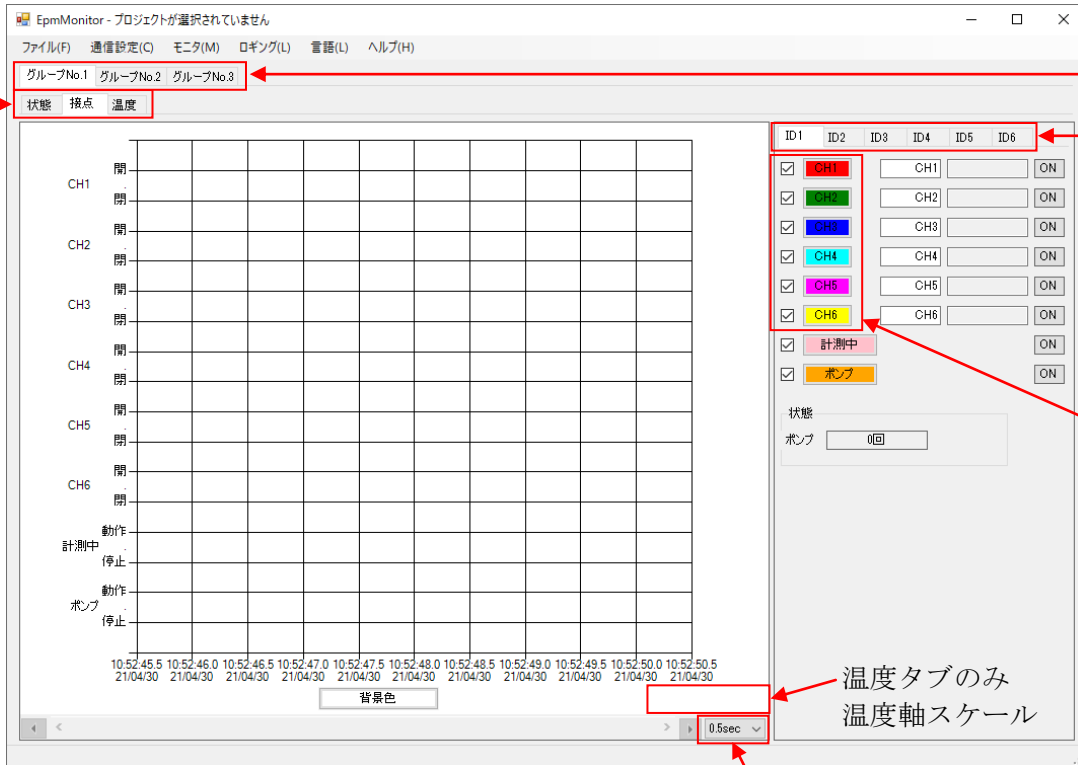 EpmMonitor - プロジェクトが選択されていません
ファイル(F) 通信設定(C) モニタ(M) ロギング(L) 言語(L) ヘルプ(H)
グループNo.1 グループNo.2 グループNo.3
状態 接点 温度
ID1 ID2 ID3 ID4 ID5 ID6
開
CH1
閉
開
CH2
閉
開
CH3
閉
開
CH4
閉
開
CH5
閉
開
CH6
閉
動作
計測中
停止
動作
ポンプ
停止
10:52:45.5 10:52:46.0 10:52:46.5 10:52:47.0 10:52:47.5 10:52:48.0 10:52:48.5 10:52:49.0 10:52:49.5 10:52:50.0 10:52:50.5
21/04/30 21/04/30 21/04/30 21/04/30 21/04/30 21/04/30 21/04/30 21/04/30 21/04/30 21/04/30 21/04/30
背景色
0.5sec
CH1 CH1 ON
CH2 CH2 ON
CH3 CH3 ON
CH4 CH4 ON
CH5 CH5 ON
CH6 CH6 ON
計測中 ON
ポンプ ON
状態
ポンプ 0回
温度タブのみ
温度軸スケール